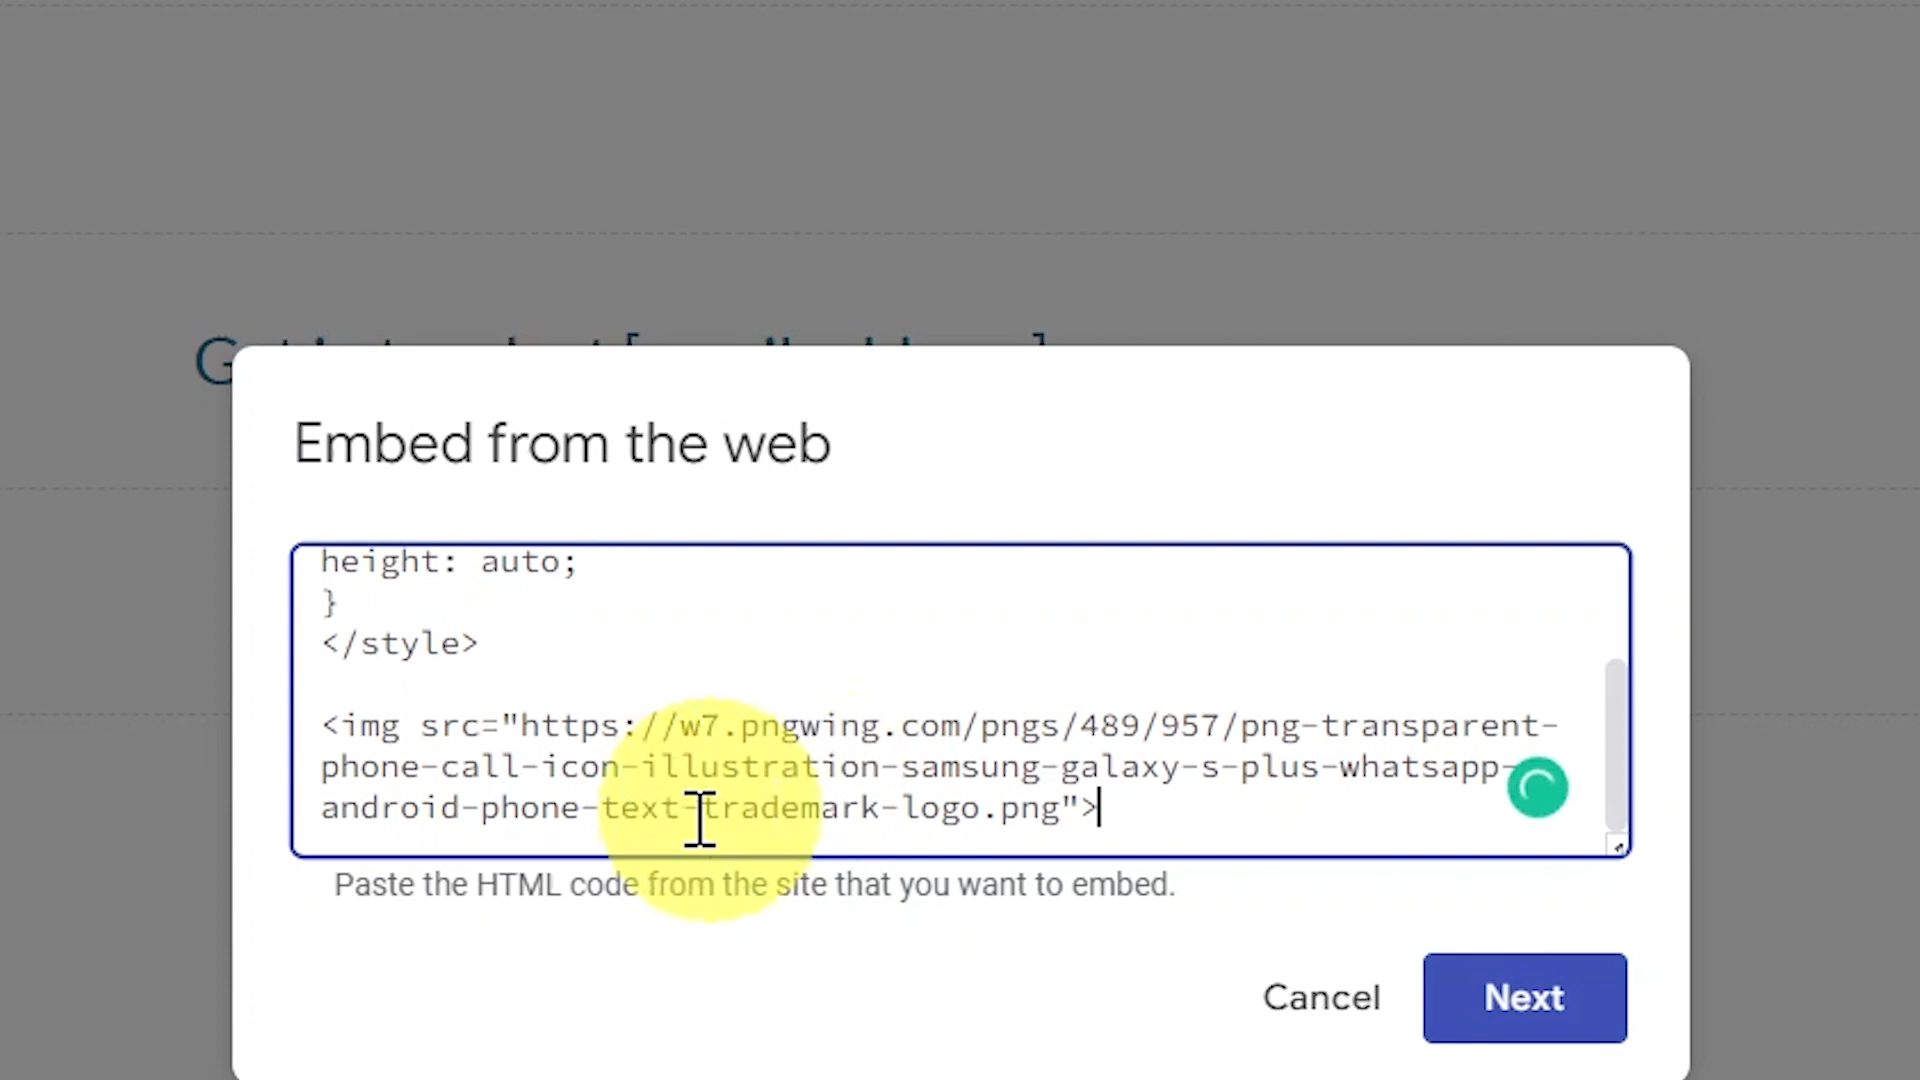 Embed from the web
height: auto;
}
</style>
<img src="https://w7.pngwing.com/pngs/489/957/png-transparent-
phone-call-icon-illustration-samsung-galaxy-s-plus-whatsapp-
android-phone-text-trademark-logo.png">
Paste the HTML code from the site that you want to embed.
Cancel
Next